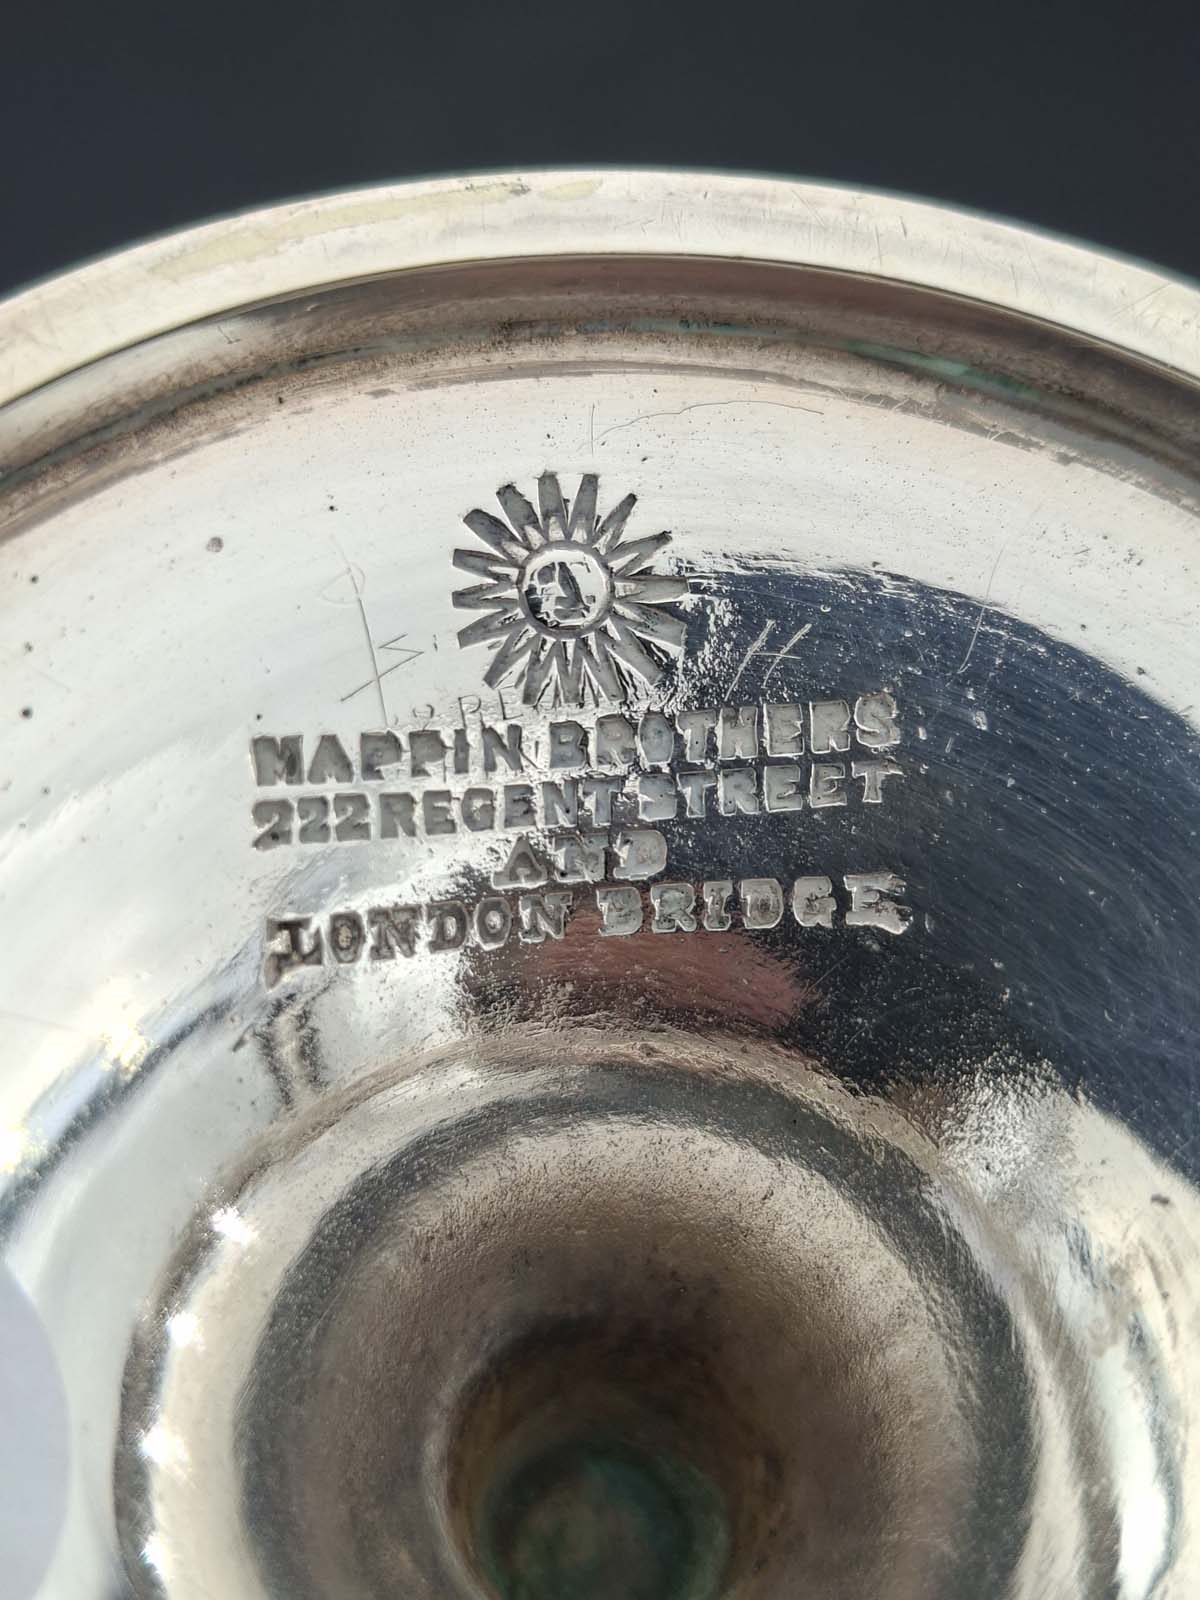 MAPPIN BROTHERS
222 REGENT STREET
AND
LONDON BRIDGE